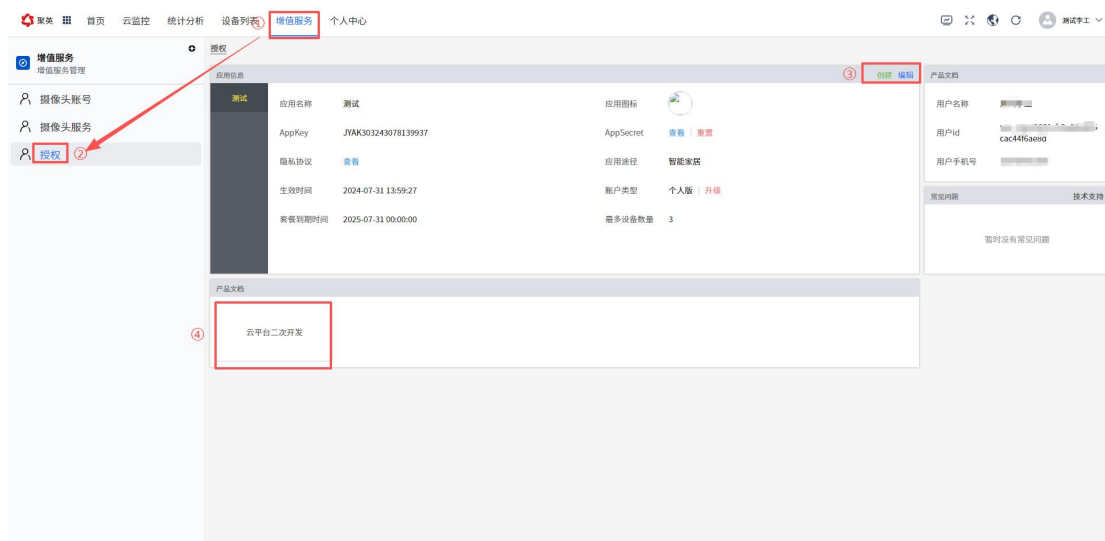 聚英 首页 云监控 统计分析 设备列表 ① 增值服务 个人中心 测试李工
增值服务
增值服务管理
摄像头账号
摄像头服务
授权 ②
授权
应用信息 ③ 创建 编辑
测试
应用名称 测试 应用图标
AppKey JYAK303243078139937 AppSecret 查看 重置
隐私协议 查看 应用途径 智能家居
生效时间 2024-07-31 13:59:27 账户类型 个人版 升级
套餐到期时间 2025-07-31 00:00:00 最多设备数量 3
产品文档
④ 云平台二次开发
产品文档
用户名称
用户id
cac44f6ae8d
用户手机号
常见问题 技术支持
暂时没有常见问题